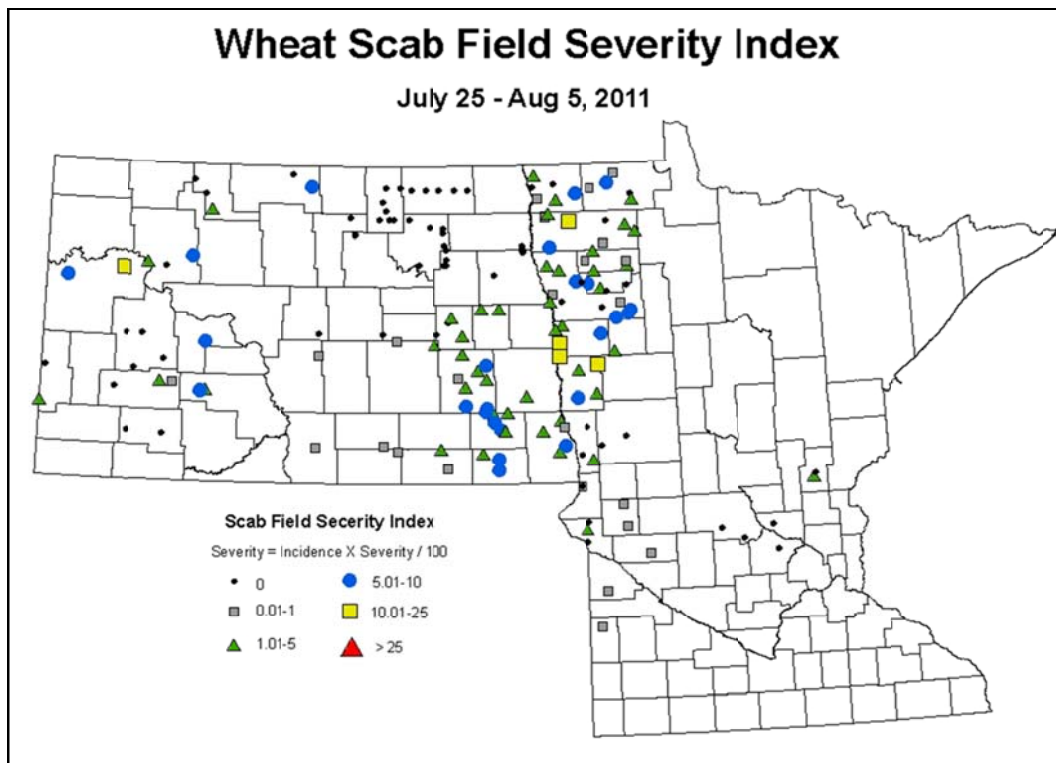 Wheat Scab Field Severity Index
July 25 - Aug 5, 2011
Scab Field Secerity Index
Severity = Incidence X Severity / 100
0
5.01-10
0.01-1
10.01-25
1.01-5
> 25